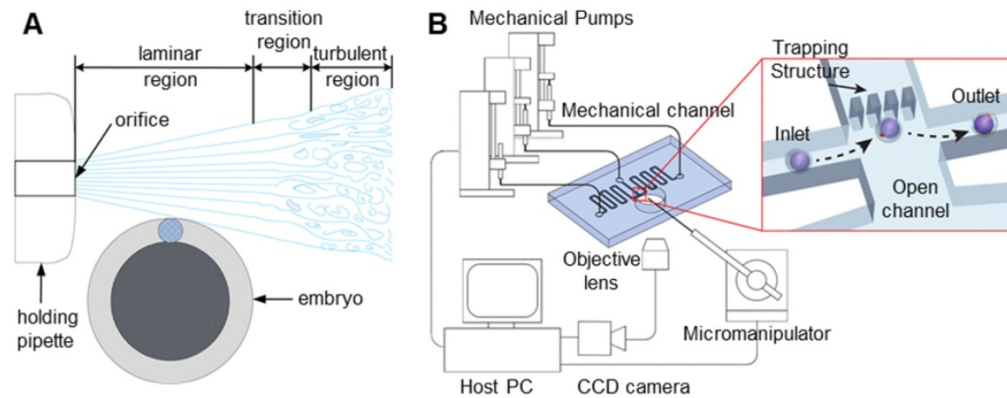 A
laminar
region
transition
region
turbulent
region
orifice
holding
pipette
embryo
B
Mechanical Pumps
Mechanical channel
Trapping
Structure
Inlet
Outlet
Open
channel
Objective
lens
Micromanipulator
Host PC
CCD camera